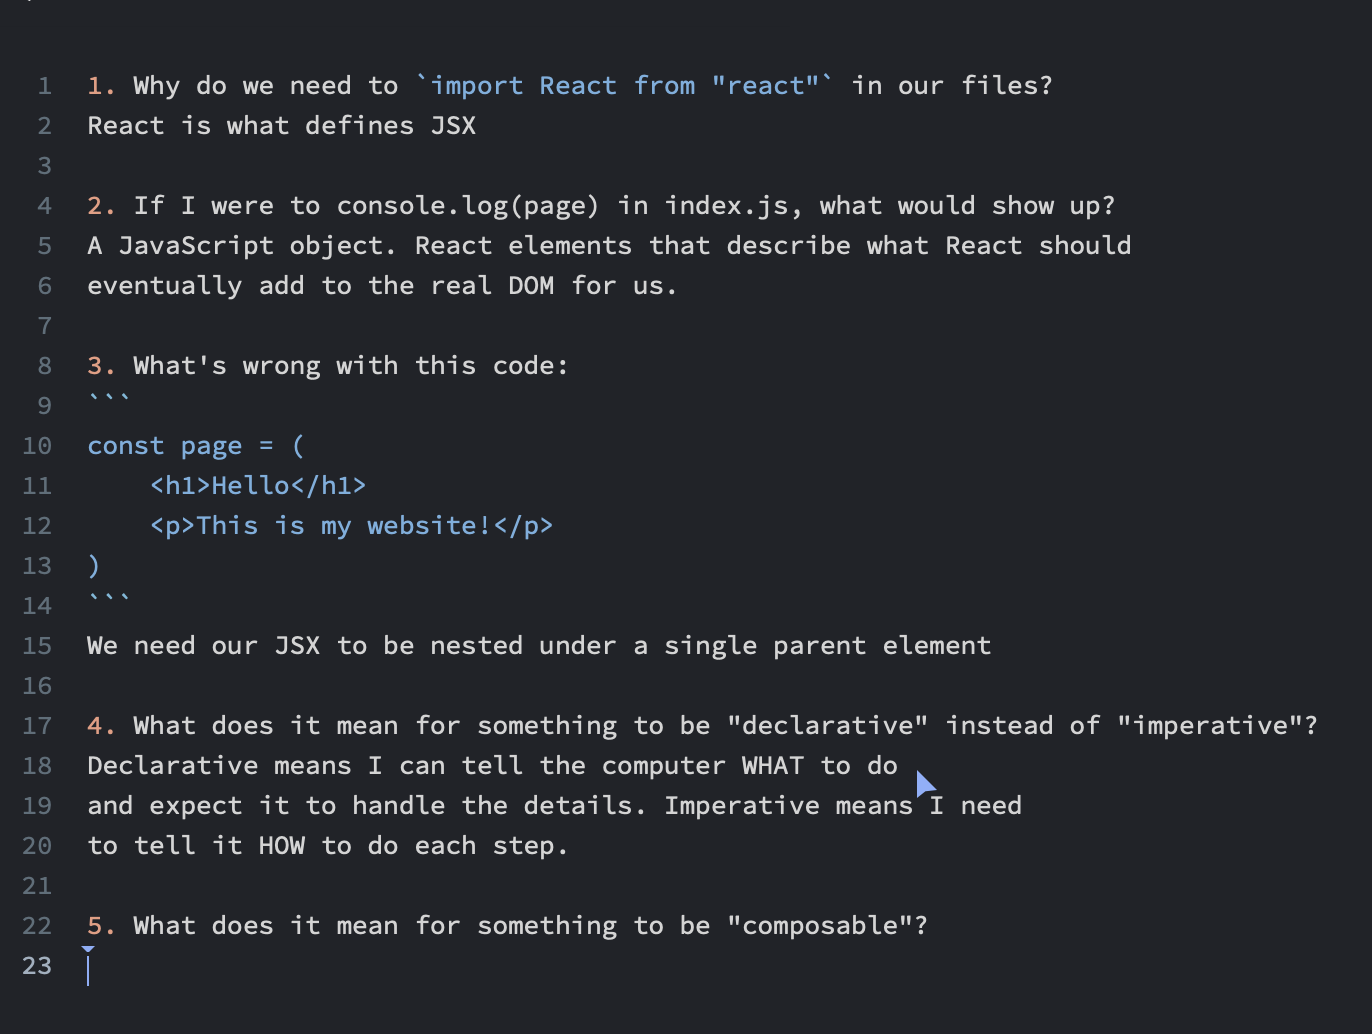 1 1. Why do we need to `import React from "react"` in our files?
2 React is what defines JSX
3
4 2. If I were to console.log(page) in index.js, what would show up?
5 A JavaScript object. React elements that describe what React should
6 eventually add to the real DOM for us.
7
8 3. What's wrong with this code:
9 ```
10 const page = (
11     <h1>Hello</h1>
12     <p>This is my website!</p>
13 )
14 ```
15 We need our JSX to be nested under a single parent element
16
17 4. What does it mean for something to be "declarative" instead of "imperative"?
18 Declarative means I can tell the computer WHAT to do
19 and expect it to handle the details. Imperative means I need
20 to tell it HOW to do each step.
21
22 5. What does it mean for something to be "composable"?
23